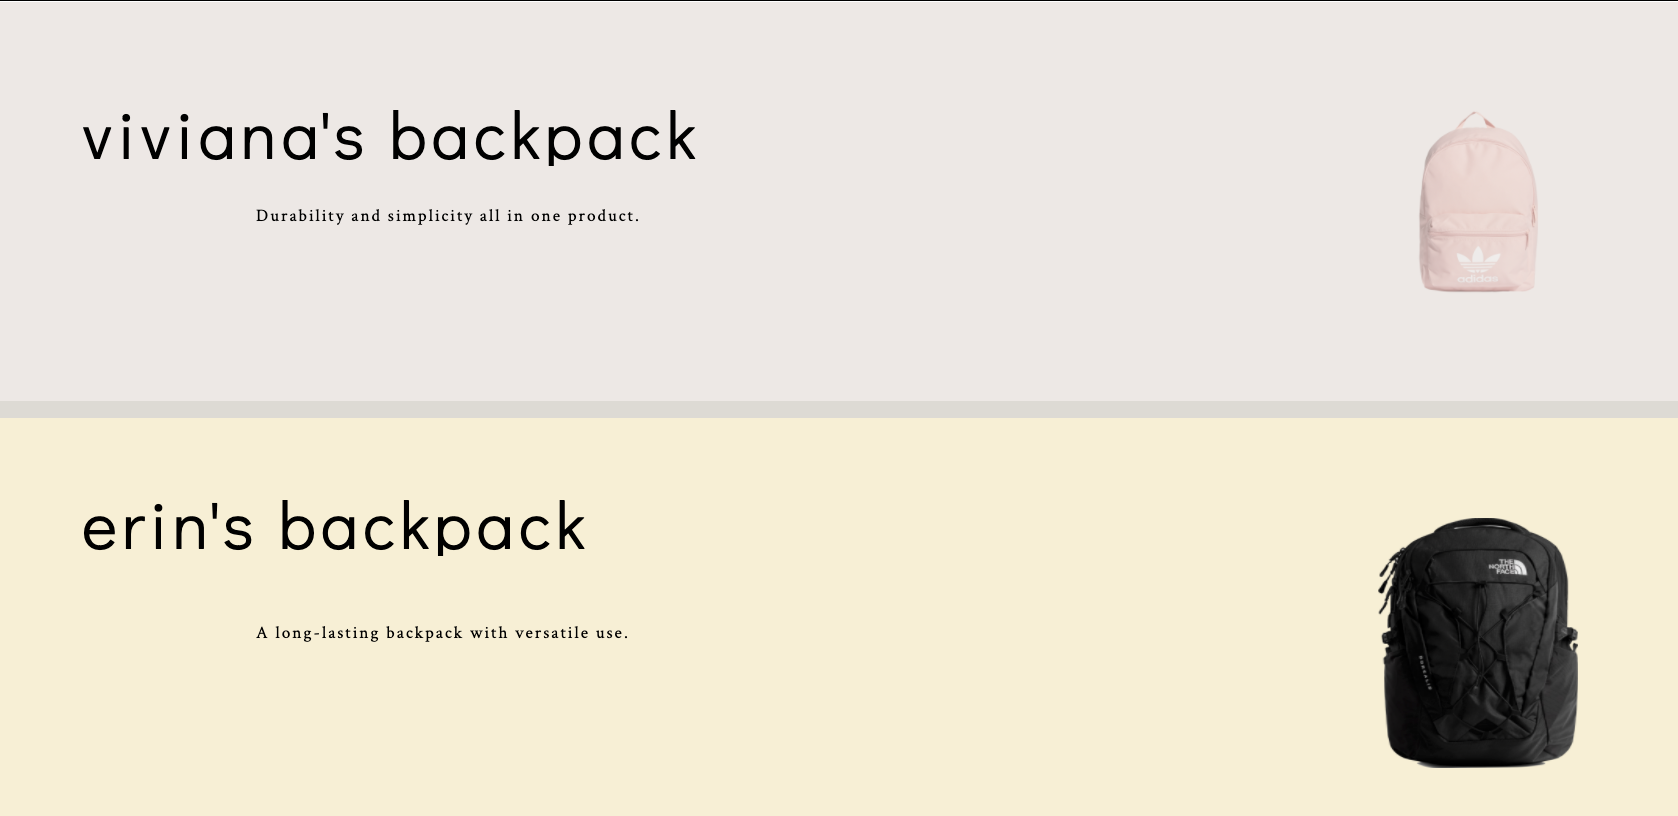 viviana's backpack
Durability and simplicity all in one product.
adidas
erin's backpack
THE
NORTH
FACE
A long-lasting backpack with versatile use.
BOREALIS